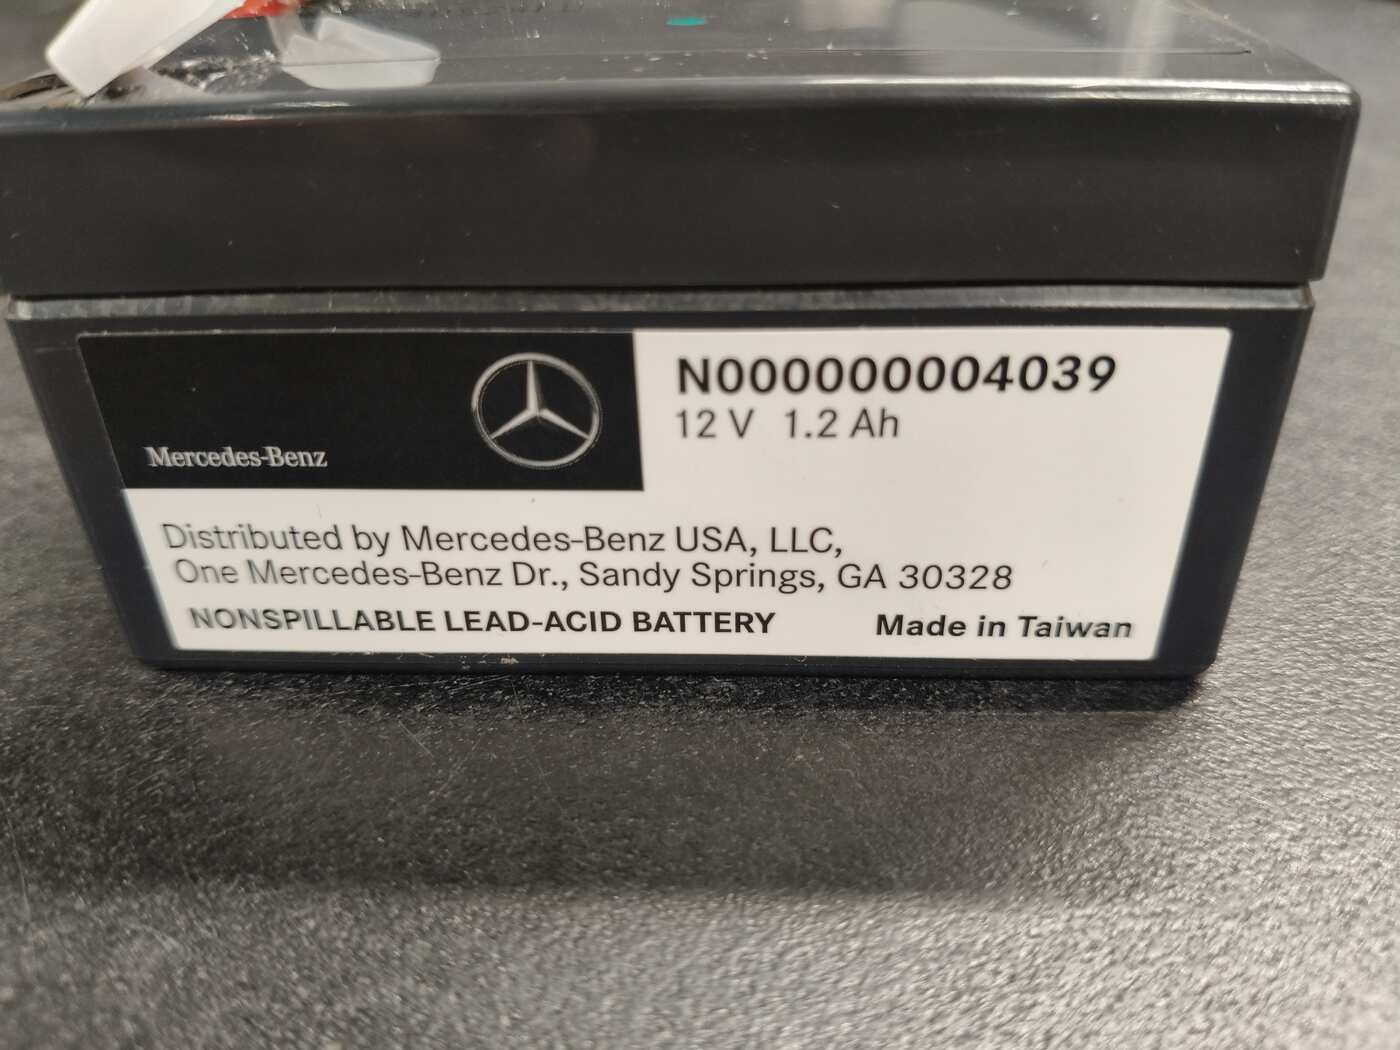 Mercedes-Benz
N000000004039
12 V 1.2 Ah
Distributed by Mercedes-Benz USA, LLC,
One Mercedes-Benz Dr., Sandy Springs, GA 30328
NONSPILLABLE LEAD-ACID BATTERY
Made in Taiwan